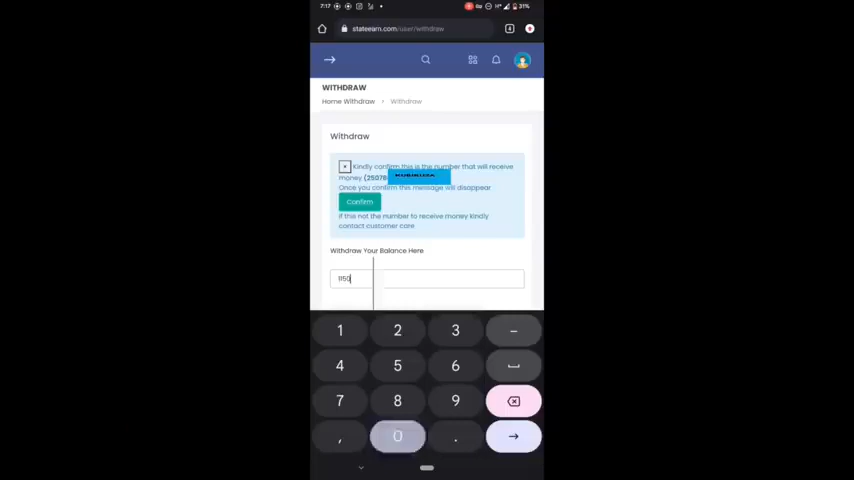 7:17 31%
stateearn.com/user/withdraw 4
WITHDRAW
Home Withdraw > Withdraw
Withdraw
× Kindly confirm this is the number that will receive
money (25078
Once you confirm this message will disappear
Confirm
if this not the number to receive money kindly
contact customer care
Withdraw Your Balance Here
1150
1 2 3 –
4 5 6
7 8 9
, 0 .